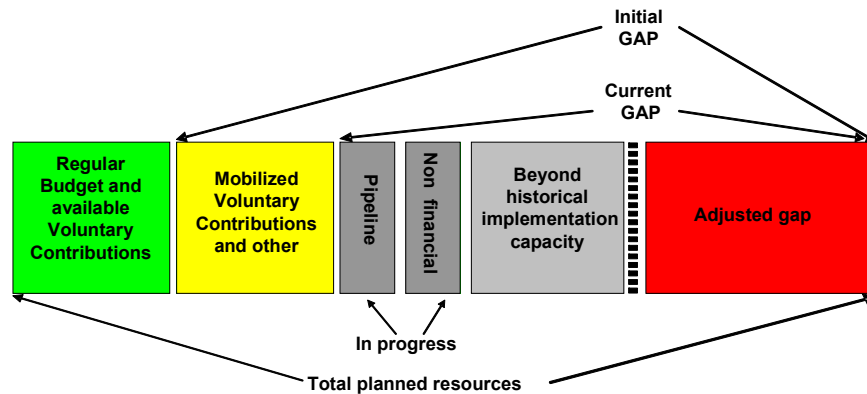 Initial
GAP
Current
GAP
Regular
Budget and
available
Voluntary
Contributions
Mobilized
Voluntary
Contributions
and other
Pipeline
Non financial
Beyond
historical
implementation
capacity
Adjusted gap
In progress
Total planned resources